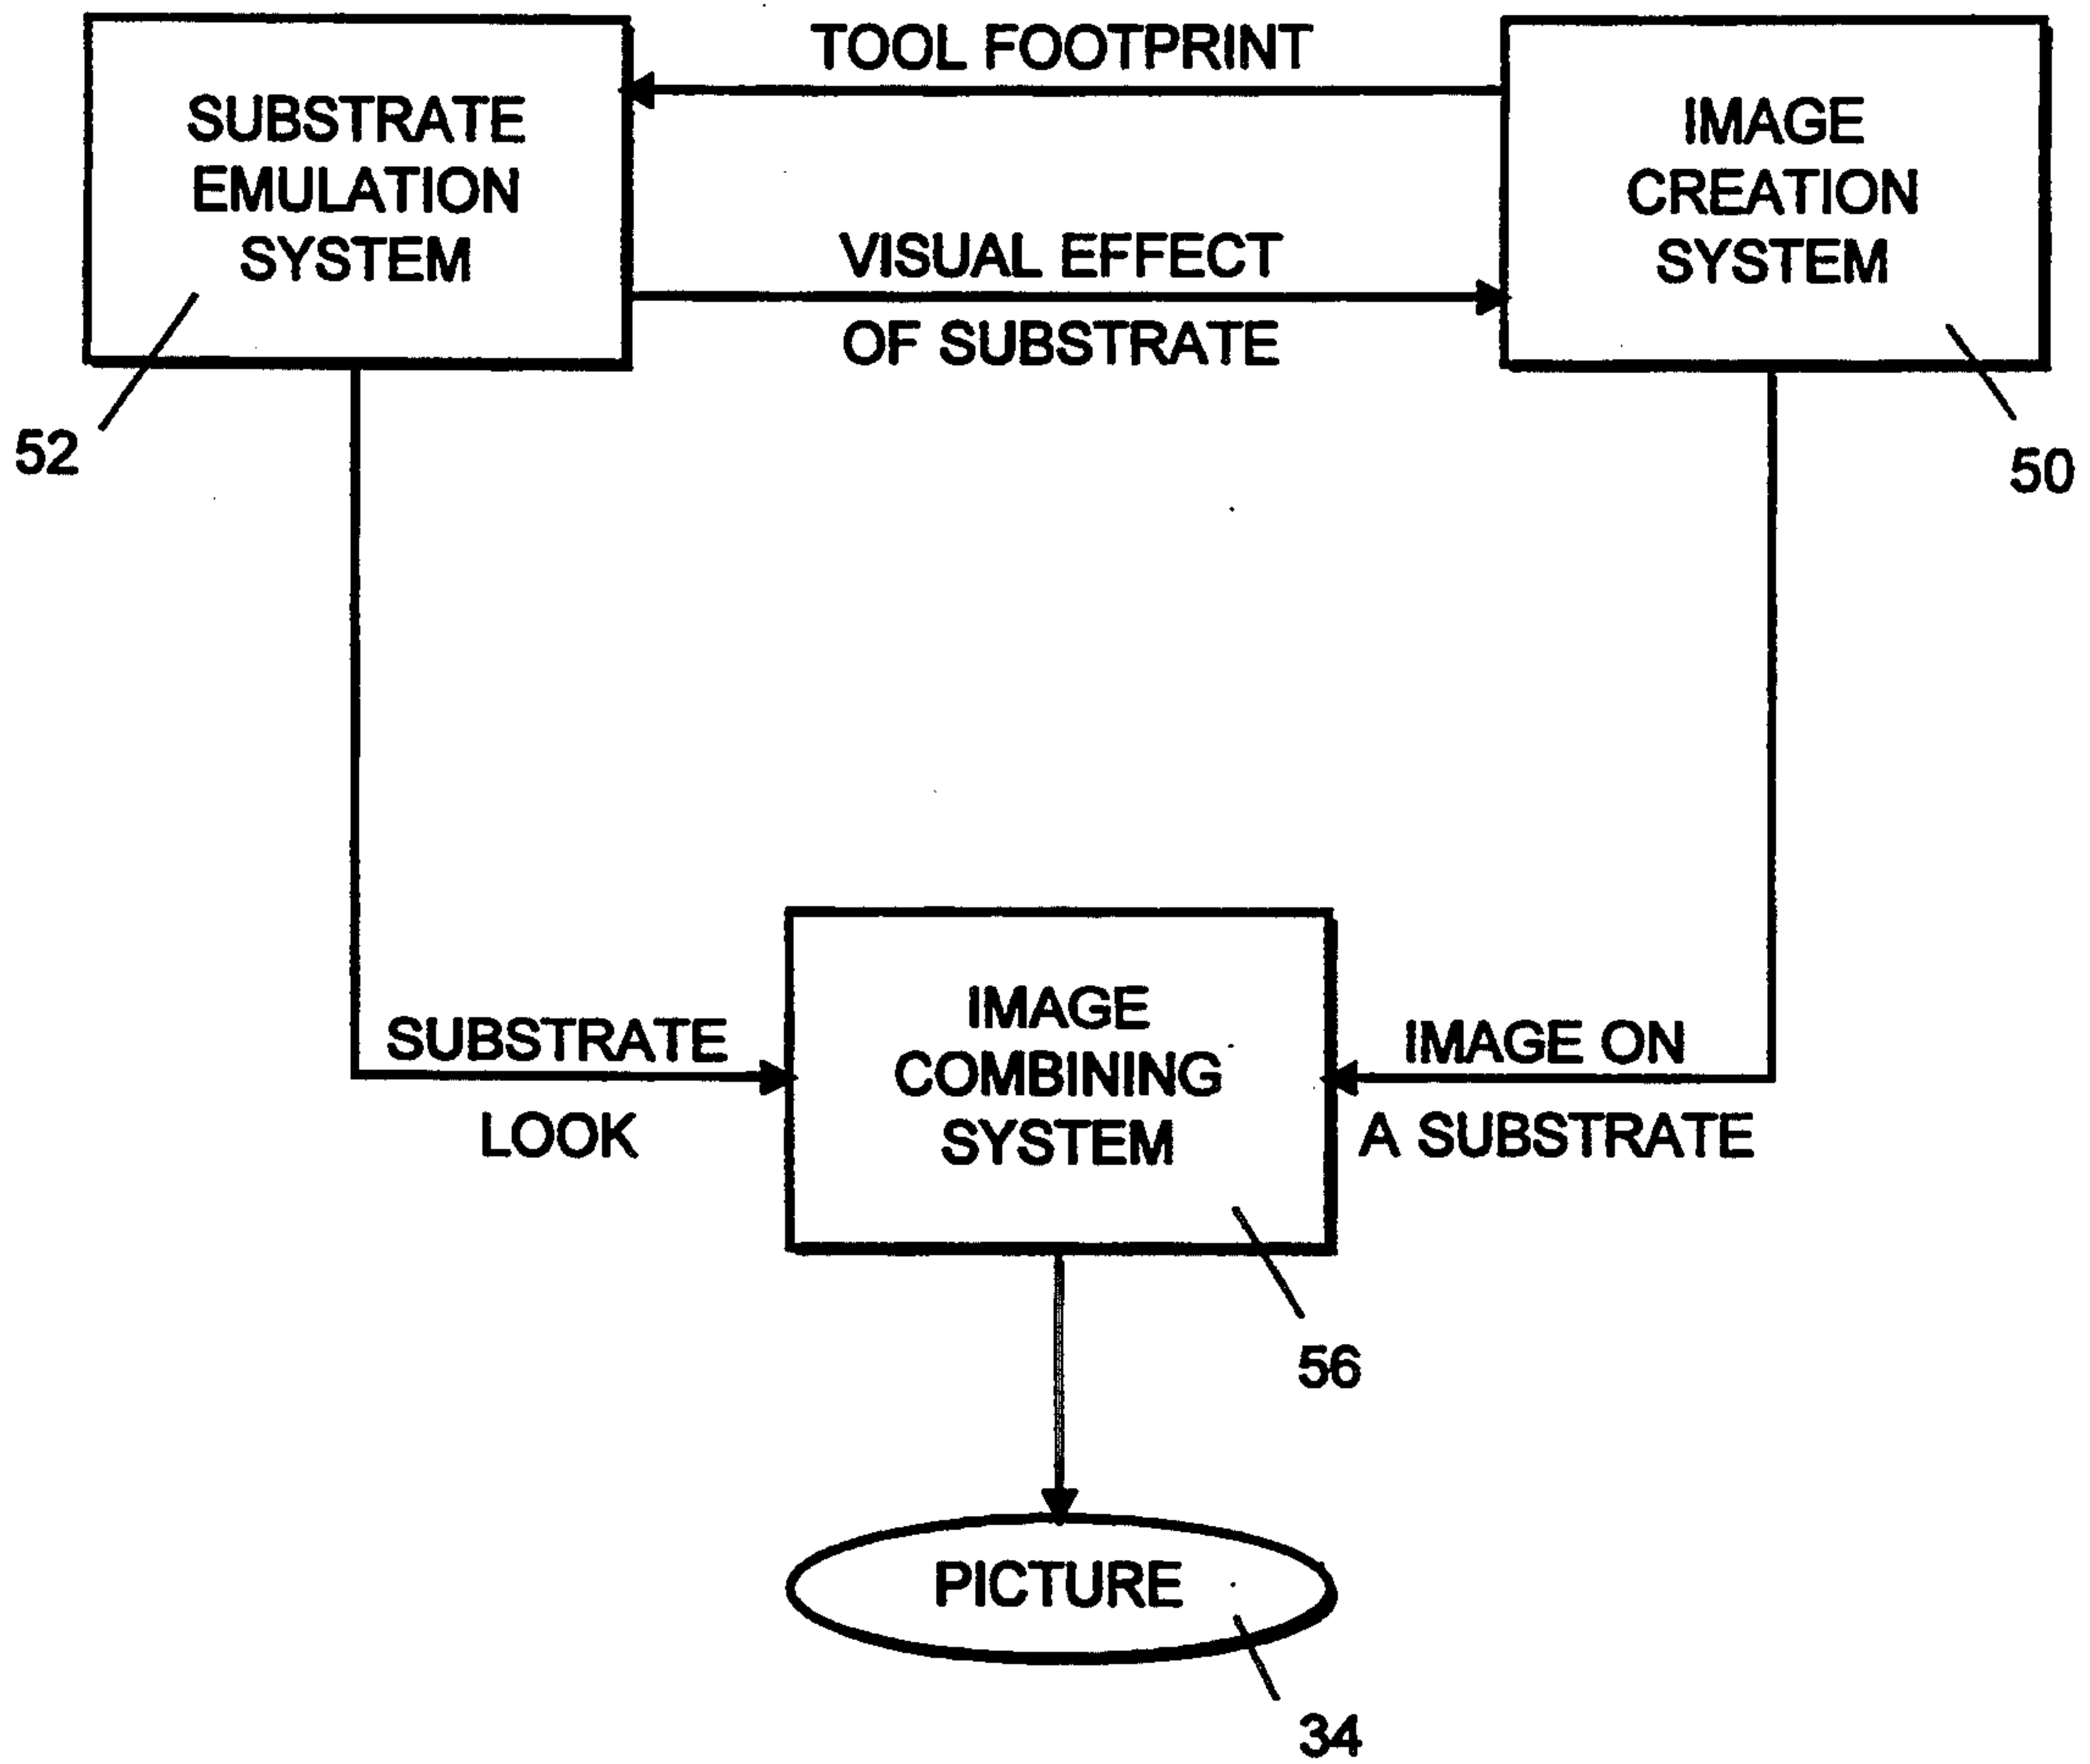 TOOL FOOTPRINT
SUBSTRATE
EMULATION
SYSTEM
IMAGE
CREATION
SYSTEM
VISUAL EFFECT
OF SUBSTRATE
52
50
SUBSTRATE
LOOK
IMAGE
COMBINING
SYSTEM
IMAGE ON
A SUBSTRATE
56
PICTURE
34